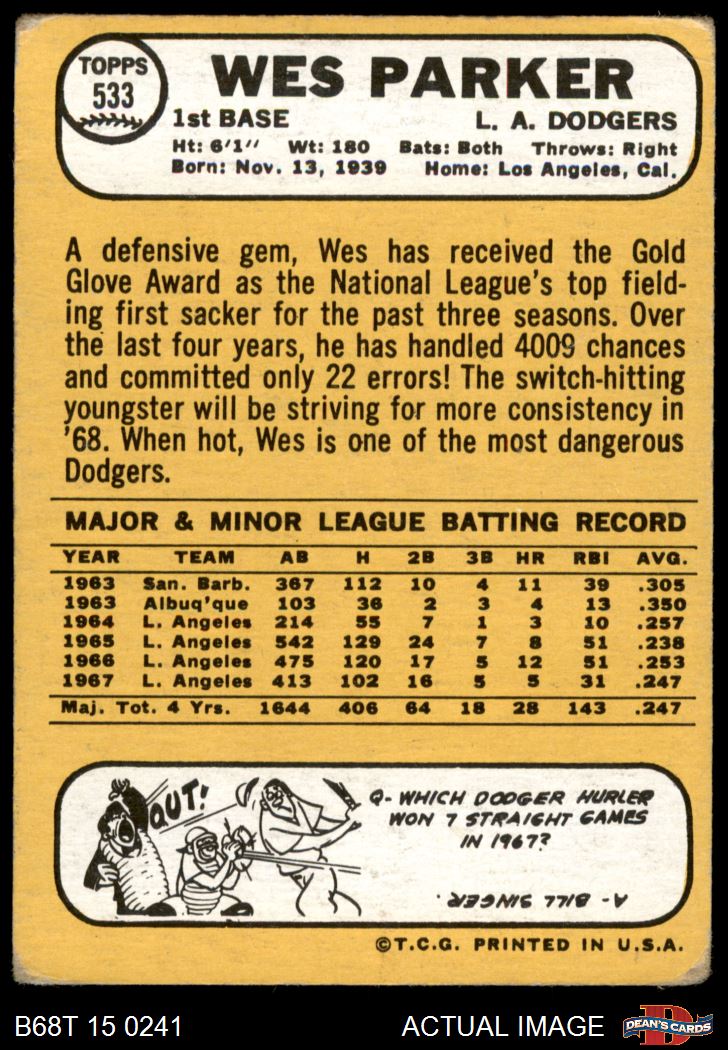 TOPPS
533
WES PARKER
1st BASE L. A. DODGERS
Ht: 6'1" Wt: 180 Bats: Both Throws: Right
Born: Nov. 13, 1939 Home: Los Angeles, Cal.
A defensive gem, Wes has received the Gold
Glove Award as the National League's top field-
ing first sacker for the past three seasons. Over
the last four years, he has handled 4009 chances
and committed only 22 errors! The switch-hitting
youngster will be striving for more consistency in
'68. When hot, Wes is one of the most dangerous
Dodgers.
MAJOR & MINOR LEAGUE BATTING RECORD
YEAR TEAM AB H 2B 3B HR RBI AVG.
1963 San. Barb. 367 112 10 4 11 39 .305
1963 Albuq'que 103 36 2 3 4 13 .350
1964 L. Angeles 214 55 7 1 3 10 .257
1965 L. Angeles 542 129 24 7 8 51 .238
1966 L. Angeles 475 120 17 5 12 51 .253
1967 L. Angeles 413 102 16 5 5 31 .247
Maj. Tot. 4 Yrs. 1644 406 64 18 28 143 .247
OUT!
Q- WHICH DODGER HURLER
WON 7 STRAIGHT GAMES
IN 1967?
A- BILL SINGER.
©T.C.G. PRINTED IN U.S.A.
B68T 15 0241 ACTUAL IMAGE D DEAN'S CARDS